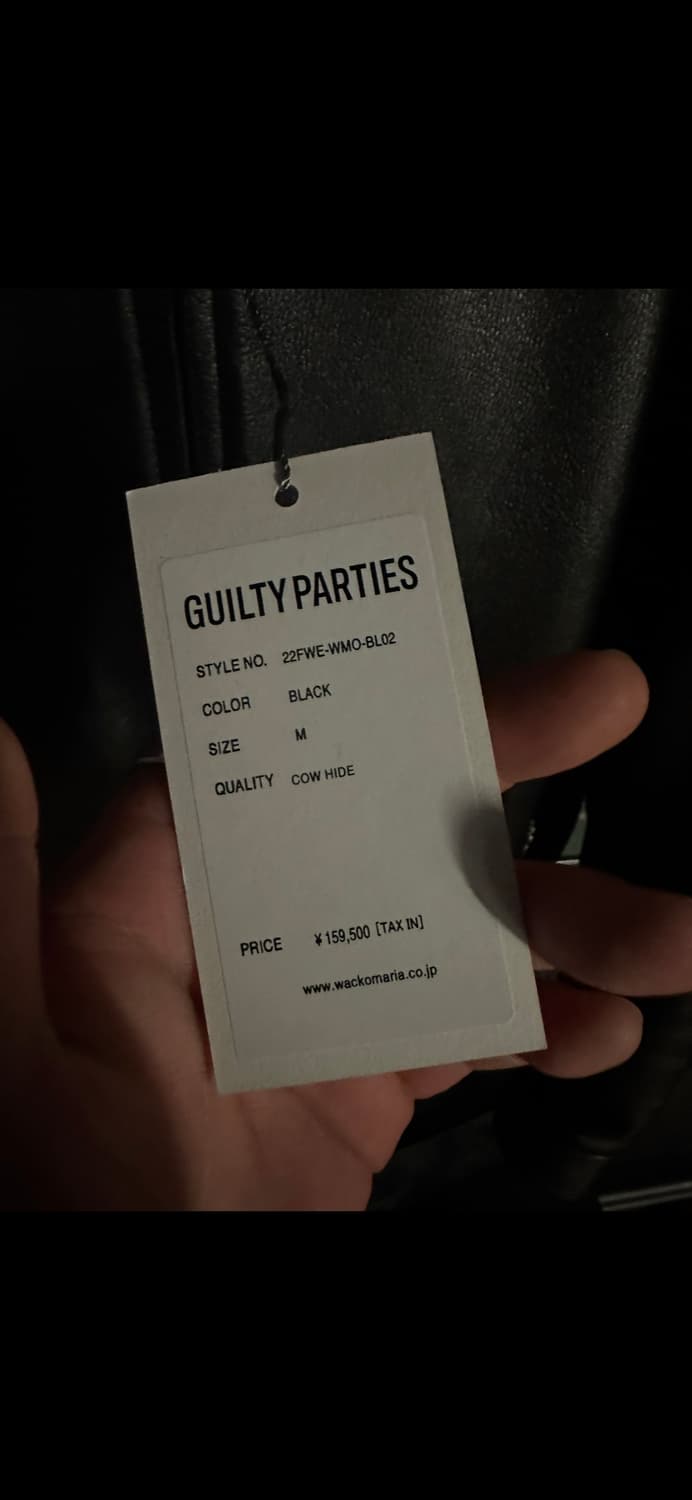 GUILTY PARTIES
STYLE NO. 22FWE-WMO-BL02
COLOR BLACK
SIZE M
QUALITY COW HIDE
PRICE ¥159,500 [TAX IN]
www.wackomaria.co.jp